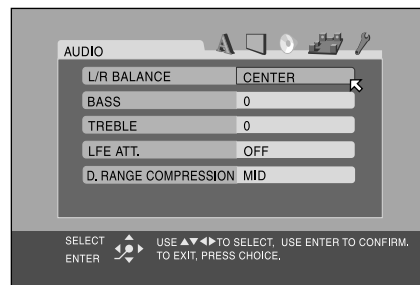 AUDIO
L/R BALANCE CENTER
BASS 0
TREBLE 0
LFE ATT. OFF
D. RANGE COMPRESSION MID
SELECT
ENTER
USE ▲▼◀▶TO SELECT, USE ENTER TO CONFIRM.
TO EXIT, PRESS CHOICE.